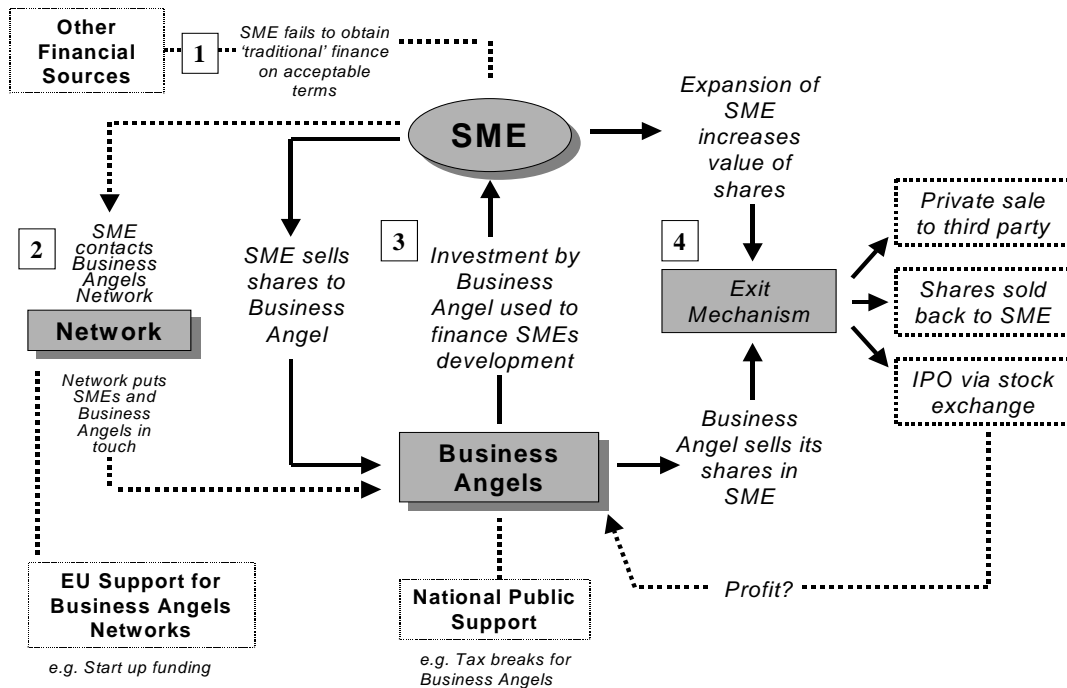 Other
Financial
Sources
1
SME fails to obtain
‘traditional’ finance
on acceptable
terms
SME
Expansion of
SME
increases
value of
shares
2
SME
contacts
Business
Angels
Network
Network
Network puts
SMEs and
Business
Angels in
touch
SME sells
shares to
Business
Angel
3
Investment by
Business
Angel used to
finance SMEs
development
4
Exit
Mechanism
Private sale
to third party
Shares sold
back to SME
IPO via stock
exchange
Business
Angels
Business
Angel sells its
shares in
SME
Profit?
EU Support for
Business Angels
Networks
e.g. Start up funding
National Public
Support
e.g. Tax breaks for
Business Angels